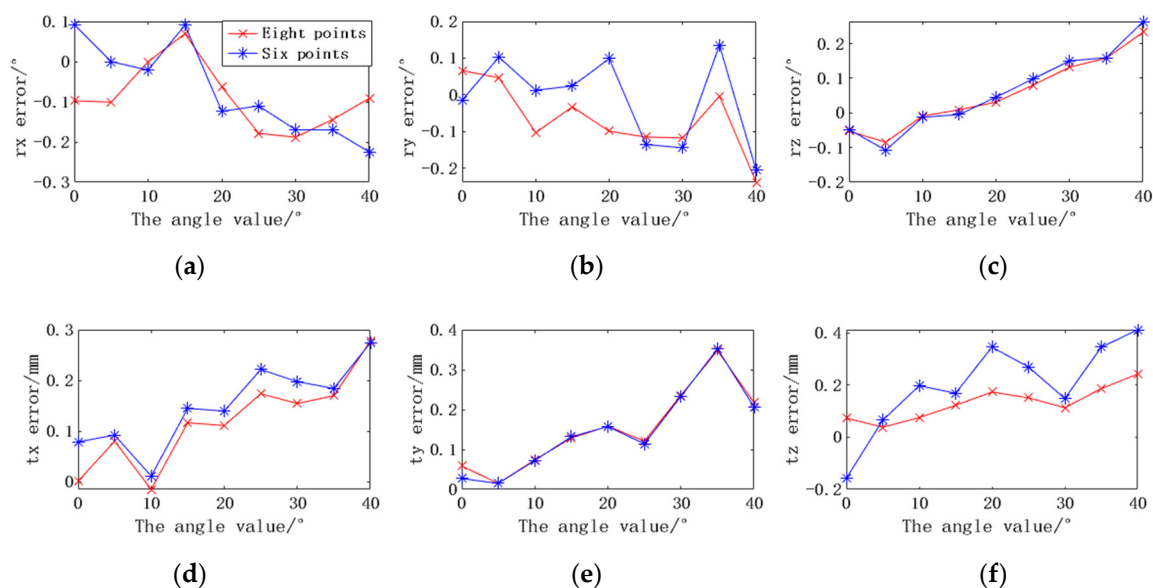 0.1
0
-0.1
-0.2
-0.3
rx error/°
0 10 20 30 40
The angle value/°
Eight points
Six points
(a)
0.2
0.1
0
-0.1
-0.2
ry error/°
0 10 20 30 40
The angle value/°
(b)
0.2
0.1
0
-0.1
-0.2
rz error/°
0 10 20 30 40
The angle value/°
(c)
0.3
0.2
0.1
0
tx error/mm
0 10 20 30 40
The angle value/°
(d)
0.4
0.3
0.2
0.1
0
ty error/mm
0 10 20 30 40
The angle value/°
(e)
0.4
0.2
0
-0.2
tz error/mm
0 10 20 30 40
The angle value/°
(f)